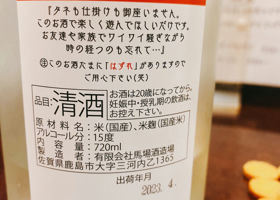 “タネも仕掛けも御座いません。
このお酒で楽しく遊んでほしいだけです。
お友達や家族でワイワイ騒ぎながら
時の経つのも忘れて…”
㊟このお酒たまに「はずれ」がありますので
ご用心下さい(笑)
品目:清酒
お酒は20歳になってから。
妊娠中・授乳期の飲酒は、
お控え下さい。
原材料名:米(国産)、米麹(国産米)
アルコール分:15度
内容量:720ml
製造者:有限会社馬場酒造場
佐賀県鹿島市大字三河内乙1365
出荷年月
2023.4.